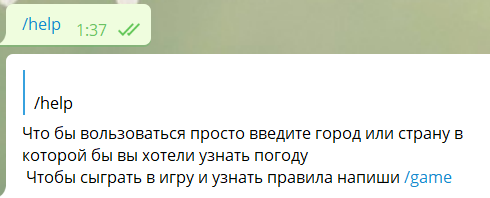 /help
1:37
/help
Что бы вользоваться просто введите город или страну в
которой бы вы хотели узнать погоду
Чтобы сыграть в игру и узнать правила напиши /game